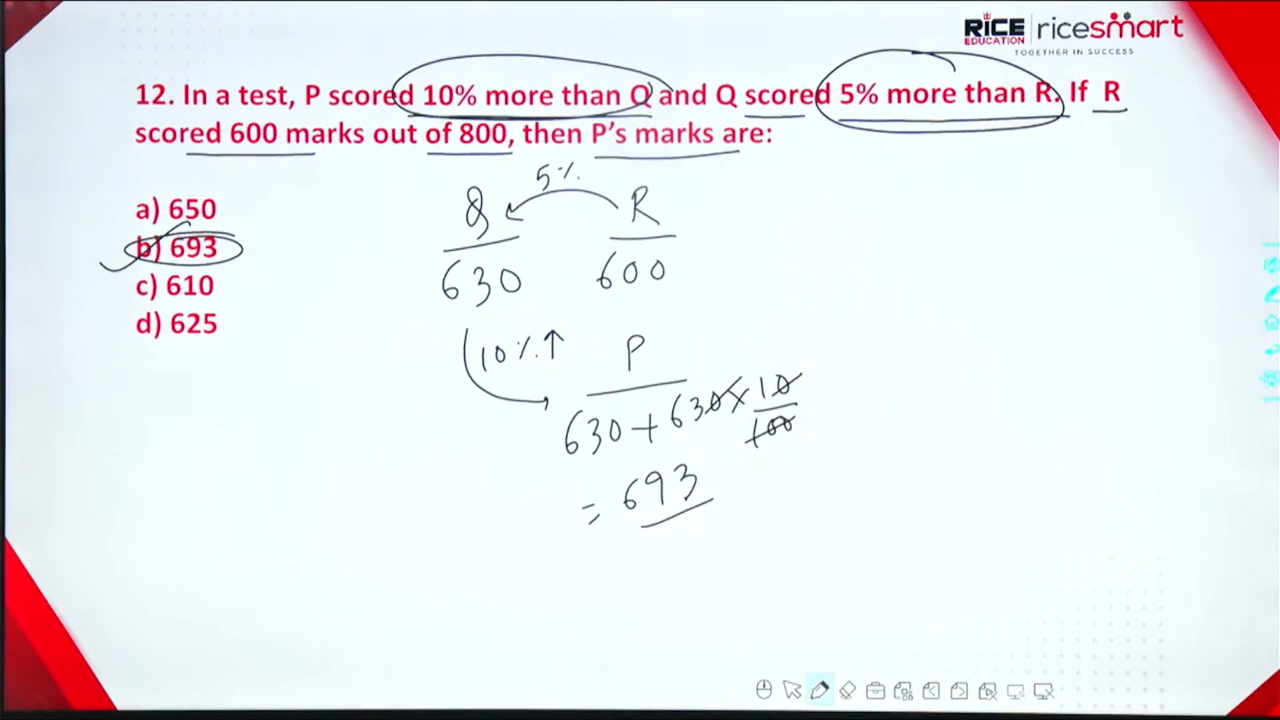 RICE EDUCATION ricesmart
TOGETHER IN SUCCESS
12. In a test, P scored 10% more than Q and Q scored 5% more than R. If R
scored 600 marks out of 800, then P's marks are:
a) 650
b) 693
c) 610
d) 625
5%
Q R
630 600
10%↑ P
630+630×10/100
= 693